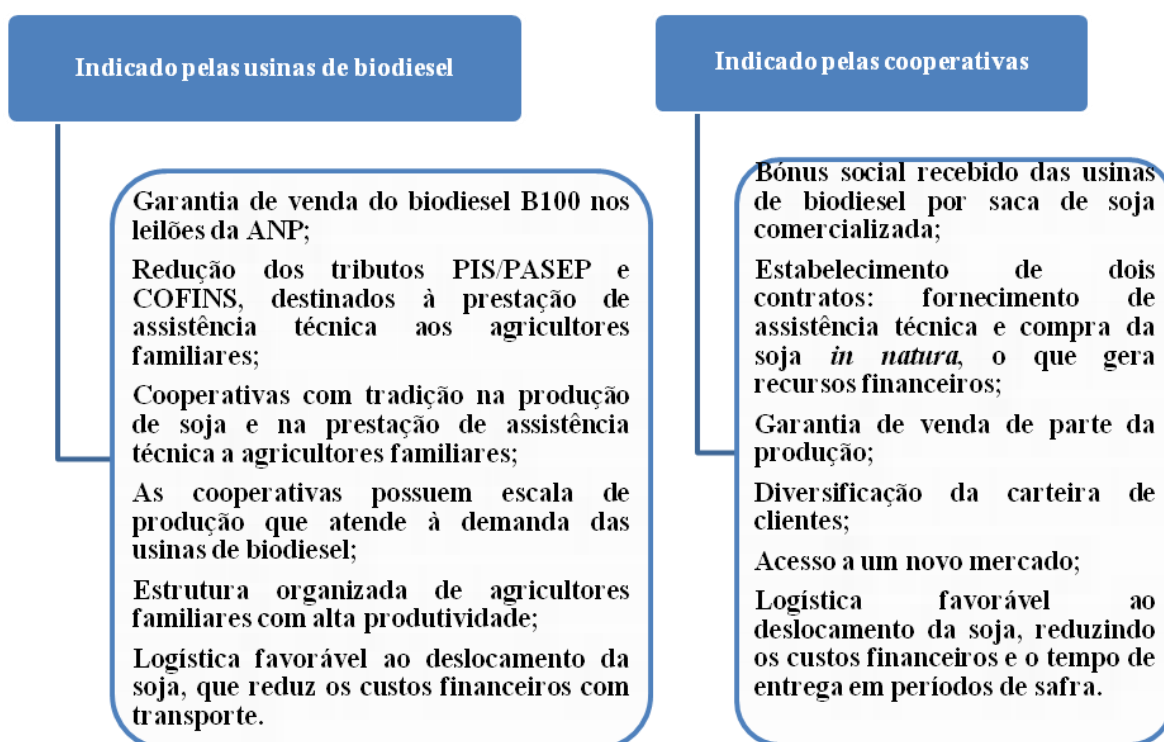 Indicado pelas usinas de biodiesel
Garantia de venda do biodiesel B100 nos
leilões da ANP;
Redução dos tributos PIS/PASEP e
COFINS, destinados à prestação de
assistência técnica aos agricultores
familiares;
Cooperativas com tradição na produção
de soja e na prestação de assistência
técnica a agricultores familiares;
As cooperativas possuem escala de
produção que atende à demanda das
usinas de biodiesel;
Estrutura organizada de agricultores
familiares com alta produtividade;
Logística favorável ao deslocamento da
soja, que reduz os custos financeiros com
transporte.
Indicado pelas cooperativas
Bónus social recebido das usinas
de biodiesel por saca de soja
comercializada;
Estabelecimento de dois
contratos: fornecimento de
assistência técnica e compra da
soja in natura, o que gera
recursos financeiros;
Garantia de venda de parte da
produção;
Diversificação da carteira de
clientes;
Acesso a um novo mercado;
Logística favorável ao
deslocamento da soja, reduzindo
os custos financeiros e o tempo de
entrega em períodos de safra.